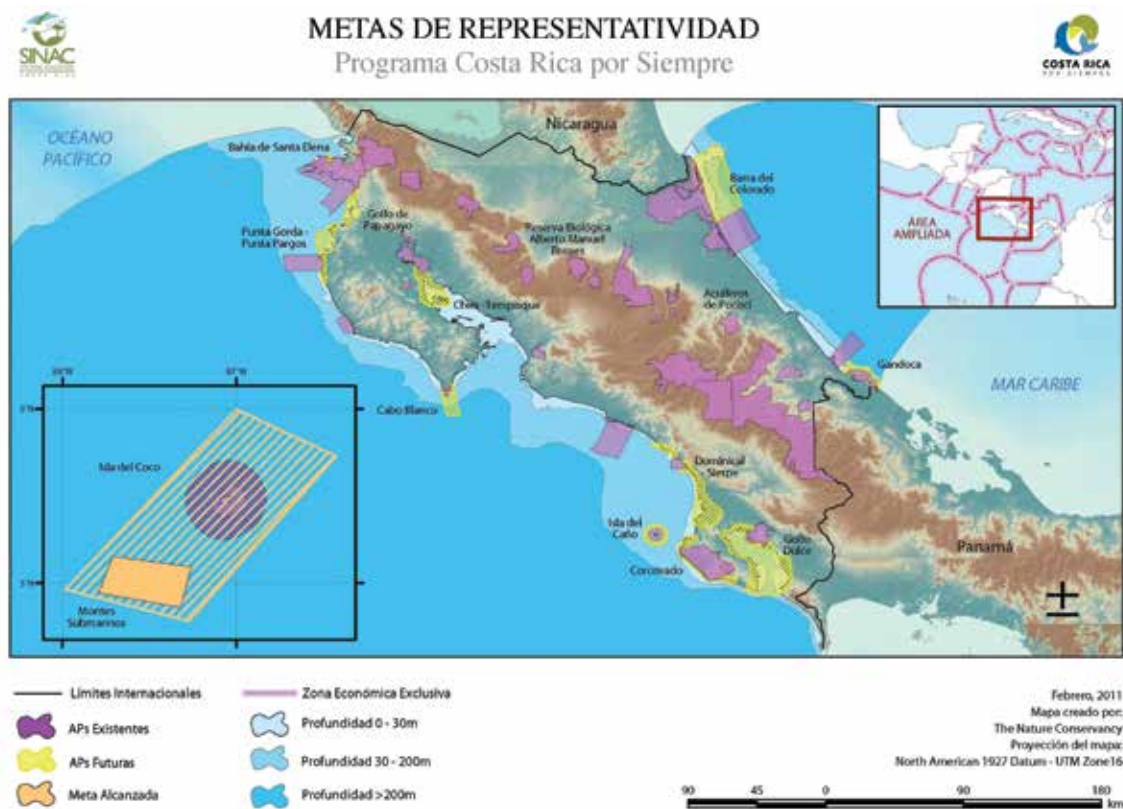 SINAC
METAS DE REPRESENTATIVIDAD
Programa Costa Rica por Siempre
COSTA RICA
POR SIEMPRE
OCÉANO
PACÍFICO
Nicaragua
Bahía de Santa Elena
Barra del
Colorado
ÁREA
AMPLIADA
Golfo de
Papagayo
Punta Gorda -
Punta Pargos
Reserva Biológica
Alberto Manuel
Brenes
Acuíferos
de Pococí
Gandoca
MAR CARIBE
Cabo Blanco
Isla del Coco
Dominical
- Sierpe
Isla del
Caño
Golfo
Dulce
Corcovado
Panamá
Montes
Submarinos
Límites Internacionales
Zona Económica Exclusiva
APs Existentes
Profundidad 0 - 30m
APs Futuras
Profundidad 30 - 200m
Meta Alcanzada
Profundidad >200m
Febrero, 2011
Mapa creado por:
The Nature Conservancy
Proyección del mapa:
North American 1927 Datum - UTM Zone16
90 45 0 90 180
km